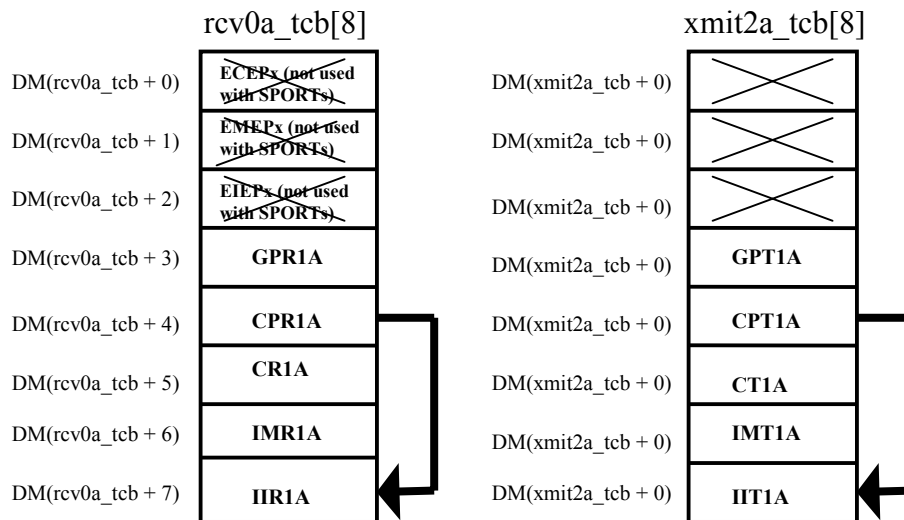 rcv0a_tcb[8]
DM(rcv0a_tcb + 0)
ECEPx (not used
with SPORTs)
DM(rcv0a_tcb + 1)
EMEPx (not used
with SPORTs)
DM(rcv0a_tcb + 2)
EIEPx (not used
with SPORTs)
DM(rcv0a_tcb + 3)
GPR1A
DM(rcv0a_tcb + 4)
CPR1A
DM(rcv0a_tcb + 5)
CR1A
DM(rcv0a_tcb + 6)
IMR1A
DM(rcv0a_tcb + 7)
IIR1A
xmit2a_tcb[8]
DM(xmit2a_tcb + 0)
DM(xmit2a_tcb + 0)
DM(xmit2a_tcb + 0)
DM(xmit2a_tcb + 0)
GPT1A
DM(xmit2a_tcb + 0)
CPT1A
DM(xmit2a_tcb + 0)
CT1A
DM(xmit2a_tcb + 0)
IMT1A
DM(xmit2a_tcb + 0)
IIT1A